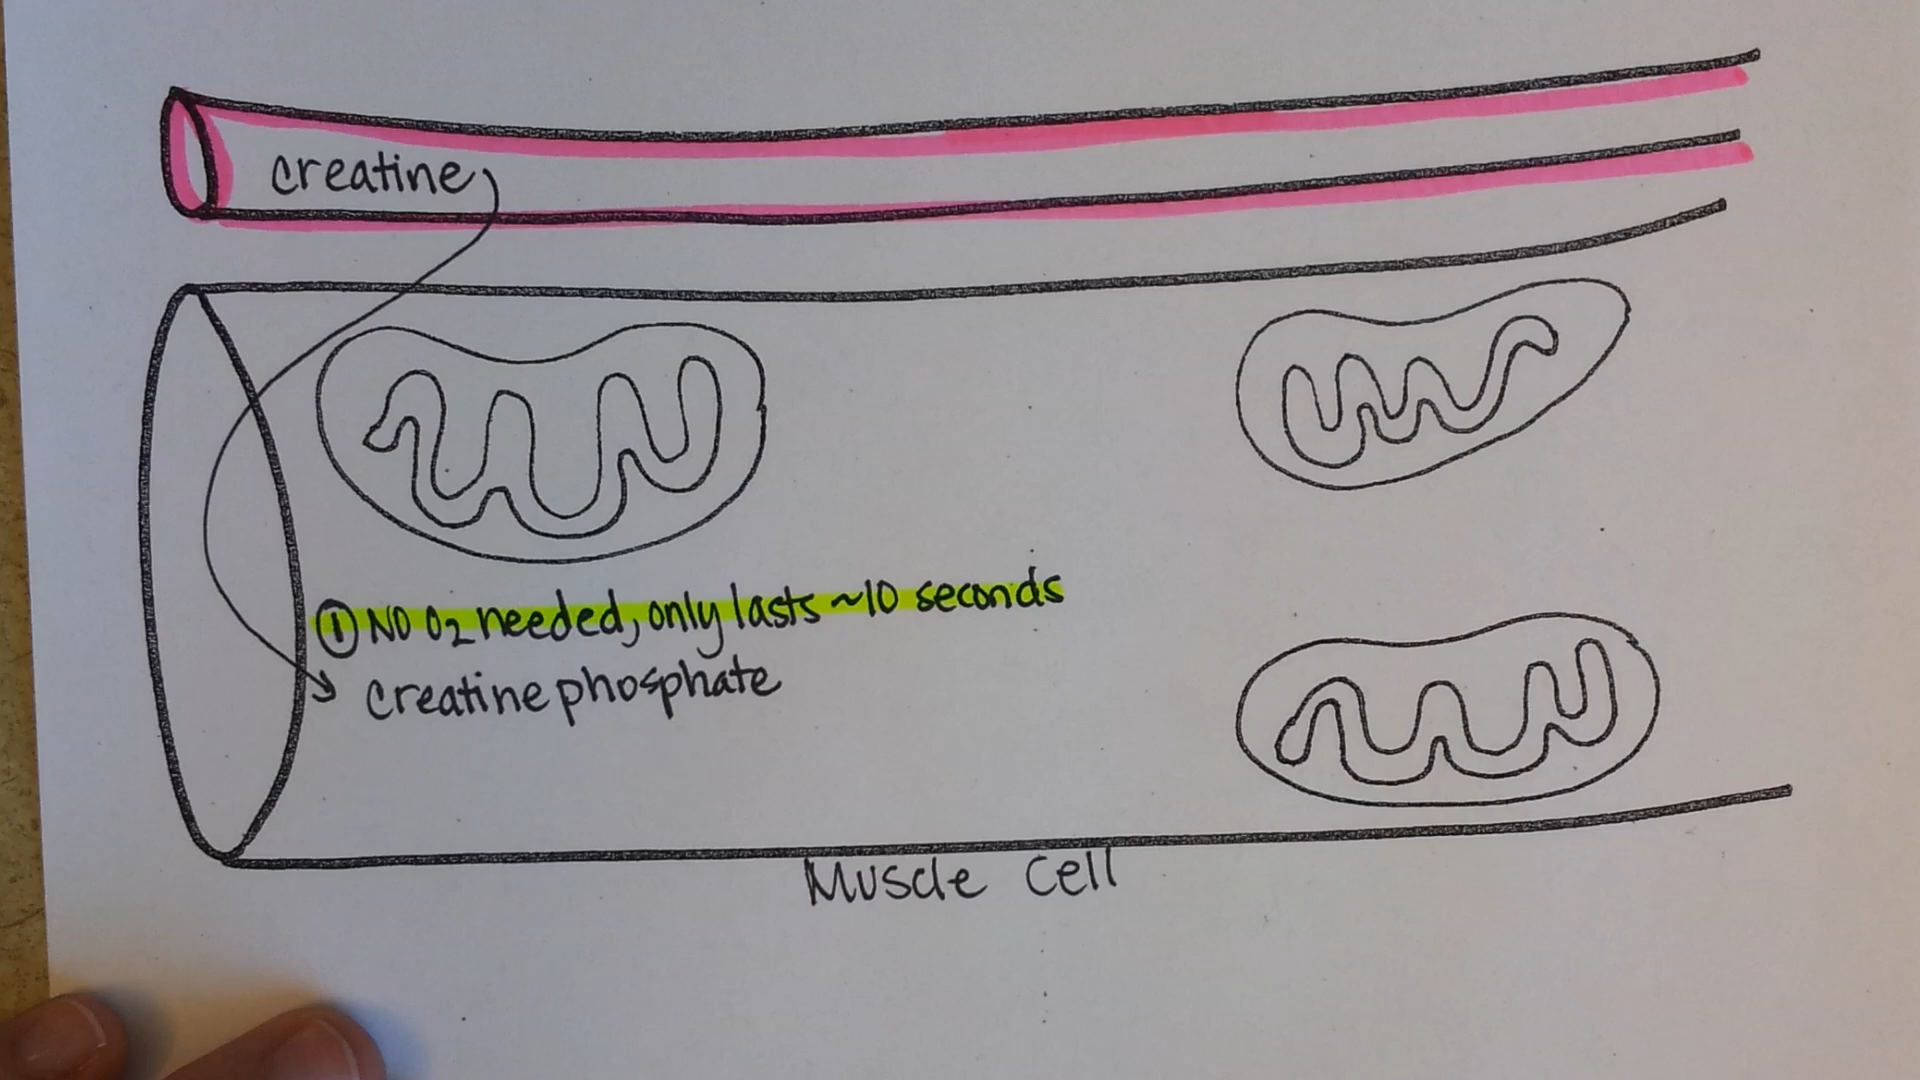 creatine
① NO O₂ needed, only lasts ~10 seconds
creatine phosphate
Muscle Cell